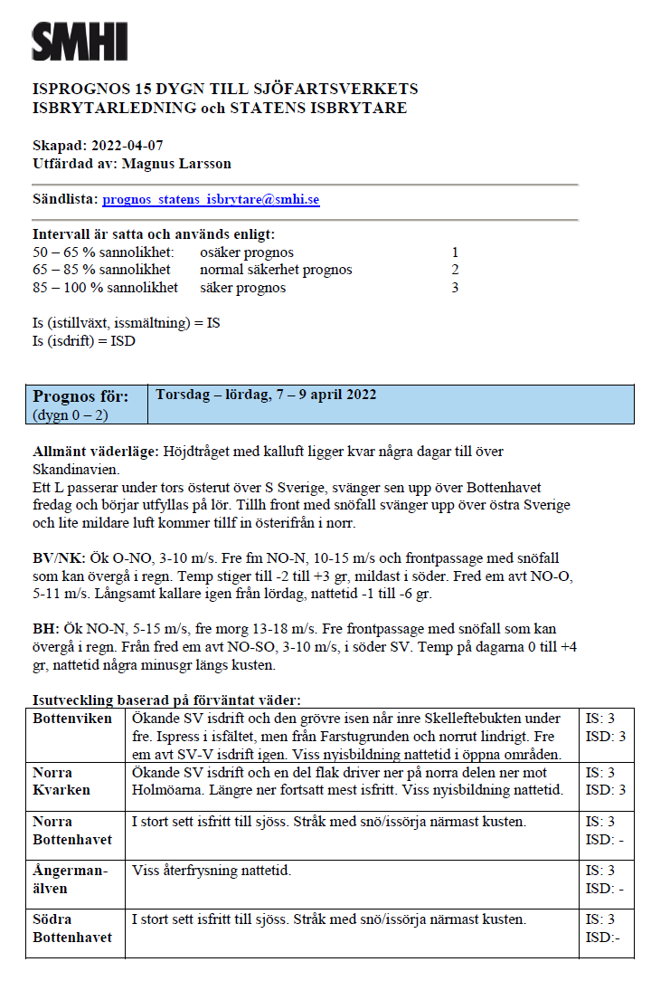 SMHI
ISPROGNOS 15 DYGN TILL SJÖFARTSVERKETS
ISBRYTARLEDNING och STATENS ISBRYTARE
Skapad: 2022-04-07
Utfärdad av: Magnus Larsson
Sändlista: prognos_statens_isbrytare@smhi.se
Intervall är satta och används enligt:
50 – 65 % sannolikhet: osäker prognos 1
65 – 85 % sannolikhet normal säkerhet prognos 2
85 – 100 % sannolikhet säker prognos 3
Is (istillväxt, issmältning) = IS
Is (isdrift) = ISD
Prognos för: Torsdag – lördag, 7 – 9 april 2022
(dygn 0 – 2)
Allmänt väderläge: Höjdtråget med kalluft ligger kvar några dagar till över
Skandinavien.
Ett L passerar under tors österut över S Sverige, svänger sen upp över Bottenhavet
fredag och börjar utfyllas på lör. Tillh front med snöfall svänger upp över östra Sverige
och lite mildare luft kommer tillf in österifrån i norr.
BV/NK: Ök O-NO, 3-10 m/s. Fre fm NO-N, 10-15 m/s och frontpassage med snöfall
som kan övergå i regn. Temp stiger till -2 till +3 gr, mildast i söder. Fred em avt NO-O,
5-11 m/s. Långsamt kallare igen från lördag, nattetid -1 till -6 gr.
BH: Ök NO-N, 5-15 m/s, fre morg 13-18 m/s. Fre frontpassage med snöfall som kan
övergå i regn. Från fred em avt NO-SO, 3-10 m/s, i söder SV. Temp på dagarna 0 till +4
gr, nattetid några minusgr längs kusten.
Isutveckling baserad på förväntat väder:
Bottenviken Ökande SV isdrift och den grövre isen når inre Skelleftebukten under IS: 3
fre. Ispress i isfältet, men från Farstugrunden och norrut lindrigt. Fre ISD: 3
em avt SV-V isdrift igen. Viss nyisbildning nattetid i öppna områden.
Norra Ökande SV isdrift och en del flak driver ner på norra delen ner mot IS: 3
Kvarken Holmöarna. Längre ner fortsatt mest isfritt. Viss nyisbildning nattetid. ISD: 3
Norra I stort sett isfritt till sjöss. Stråk med snö/issörja närmast kusten. IS: 3
Bottenhavet ISD: -
Ångerman- Viss återfrysning nattetid. IS: 3
älven ISD: -
Södra I stort sett isfritt till sjöss. Stråk med snö/issörja närmast kusten. IS: 3
Bottenhavet ISD:-